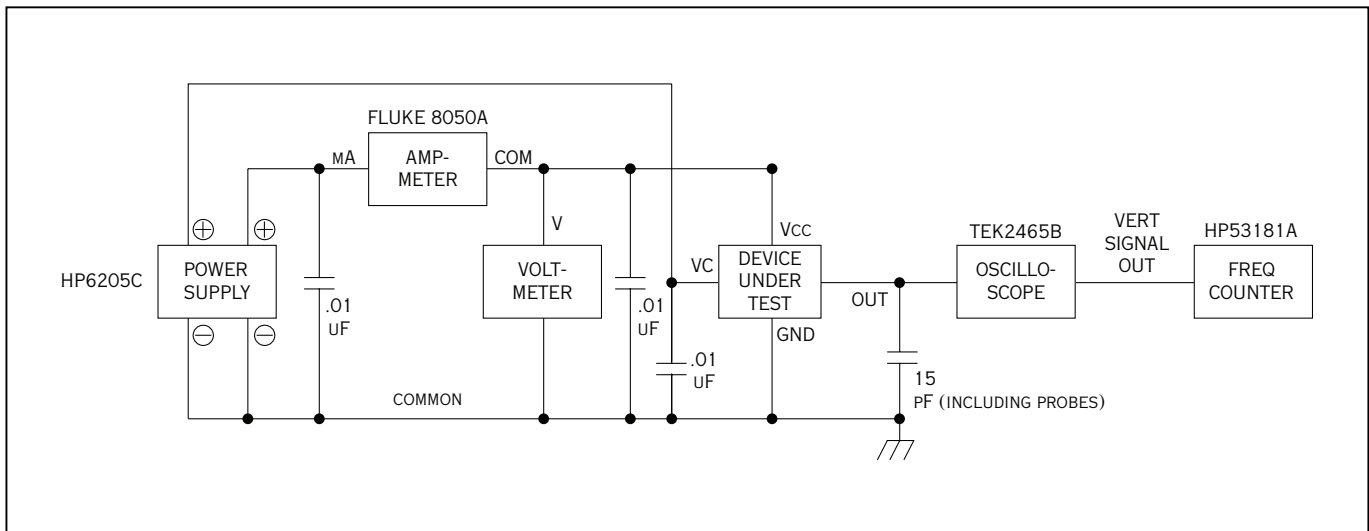 FLUKE 8050A
MA
AMP-
METER
COM
V
VCC
⊕
⊕
HP6205C
POWER
SUPPLY
⊖
⊖
.01
UF
VOLT-
METER
.01
UF
VC
DEVICE
UNDER
TEST
OUT
GND
.01
UF
TEK2465B
OSCILLO-
SCOPE
VERT
SIGNAL
OUT
HP53181A
FREQ
COUNTER
15
PF (INCLUDING PROBES)
COMMON